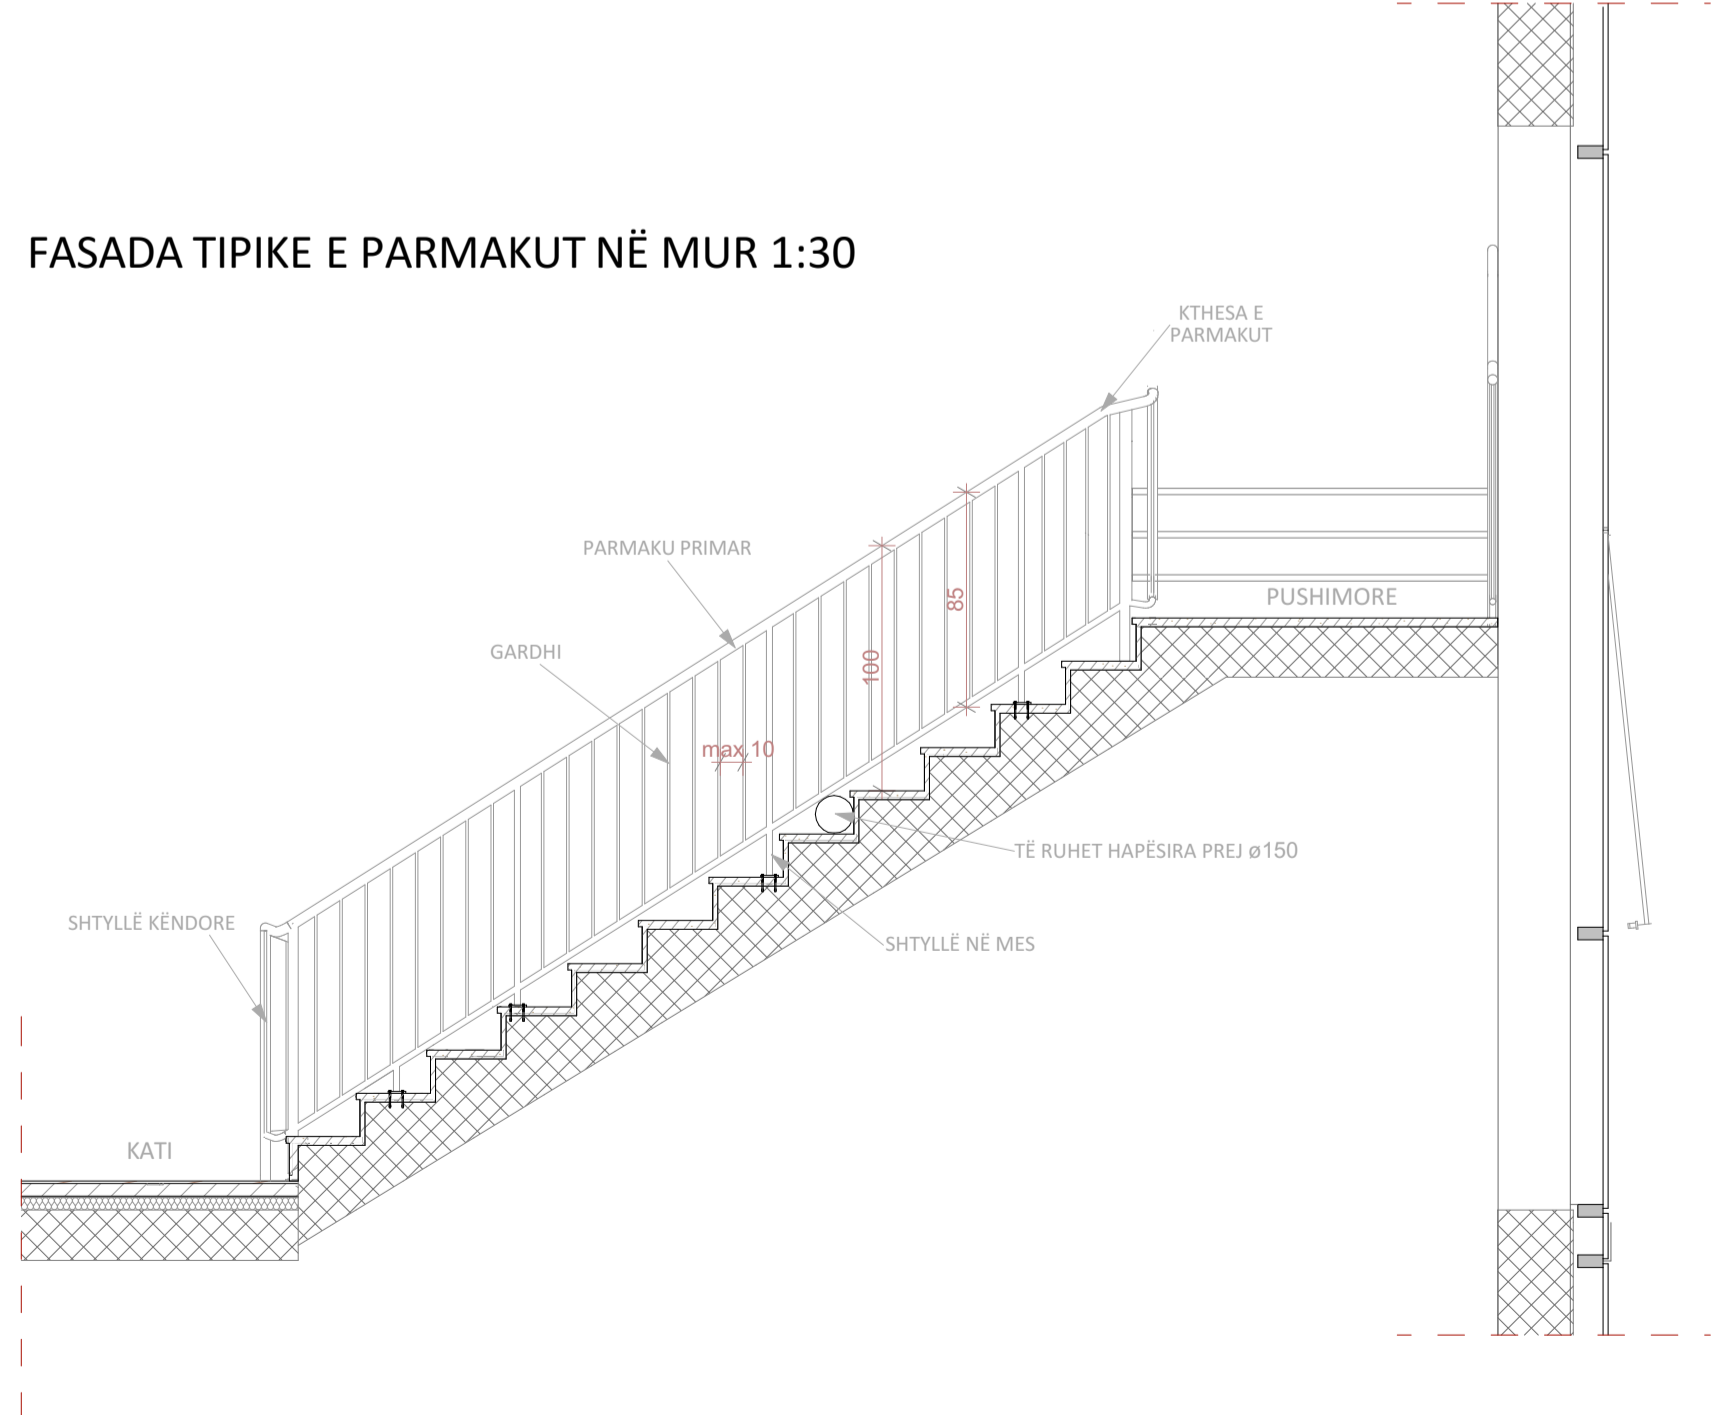 FASADA TIPIKE E PARMAKUT NË MUR 1:30
KTHESA E
PARMAKUT
PARMAKU PRIMAR
GARDHI
85
100
max 10
PUSHIMORE
TË RUHET HAPËSIRA PREJ ø150
SHTYLLË KËNDORE
SHTYLLË NË MES
KATI